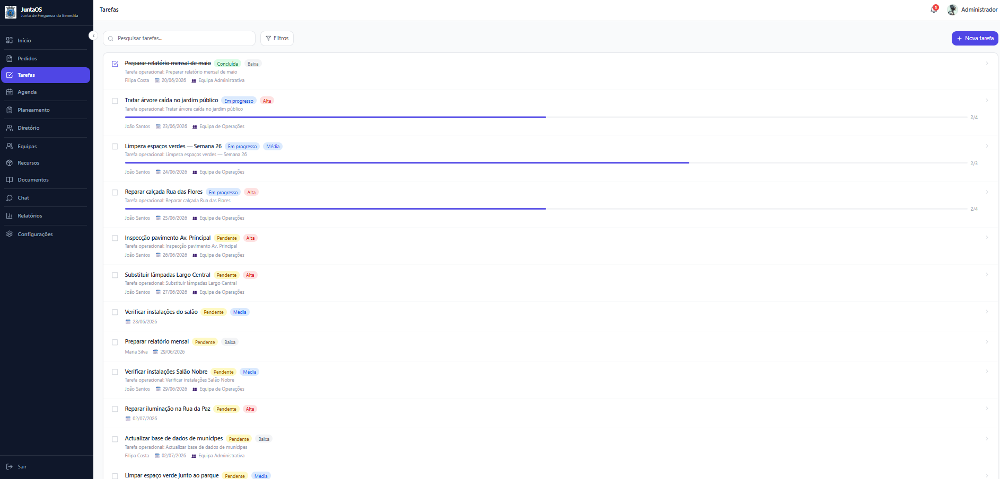 JuntaOS
Junta de Freguesia da Benedita
Tarefas
1
Administrador
Início
Pedidos
Tarefas
Agenda
Planeamento
Diretório
Equipas
Recursos
Documentos
Chat
Relatórios
Configurações
Sair
Pesquisar tarefas...
Filtros
+ Nova tarefa
Preparar relatório mensal de maio Concluída Baixa
Tarefa operacional: Preparar relatório mensal de maio
Filipa Costa 20/06/2026 Equipa Administrativa
Tratar árvore caída no jardim público Em progresso Alta
Tarefa operacional: Tratar árvore caída no jardim público
2/4
João Santos 23/06/2026 Equipa de Operações
Limpeza espaços verdes — Semana 26 Em progresso Média
Tarefa operacional: Limpeza espaços verdes — Semana 26
2/3
João Santos 24/06/2026 Equipa de Operações
Reparar calçada Rua das Flores Em progresso Alta
Tarefa operacional: Reparar calçada Rua das Flores
2/4
João Santos 25/06/2026 Equipa de Operações
Inspecção pavimento Av. Principal Pendente Alta
Tarefa operacional: Inspecção pavimento Av. Principal
João Santos 26/06/2026 Equipa de Operações
Substituir lâmpadas Largo Central Pendente Alta
Tarefa operacional: Substituir lâmpadas Largo Central
João Santos 27/06/2026 Equipa de Operações
Verificar instalações do salão Pendente Média
28/06/2026
Preparar relatório mensal Pendente Baixa
Maria Silva 29/06/2026
Verificar instalações Salão Nobre Pendente Média
Tarefa operacional: Verificar instalações Salão Nobre
João Santos 29/06/2026 Equipa de Operações
Reparar iluminação na Rua da Paz Pendente Alta
02/07/2026
Actualizar base de dados de munícipes Pendente Baixa
Tarefa operacional: Actualizar base de dados de munícipes
Filipa Costa 02/07/2026 Equipa Administrativa
Limpar espaço verde junto ao parque Pendente Média